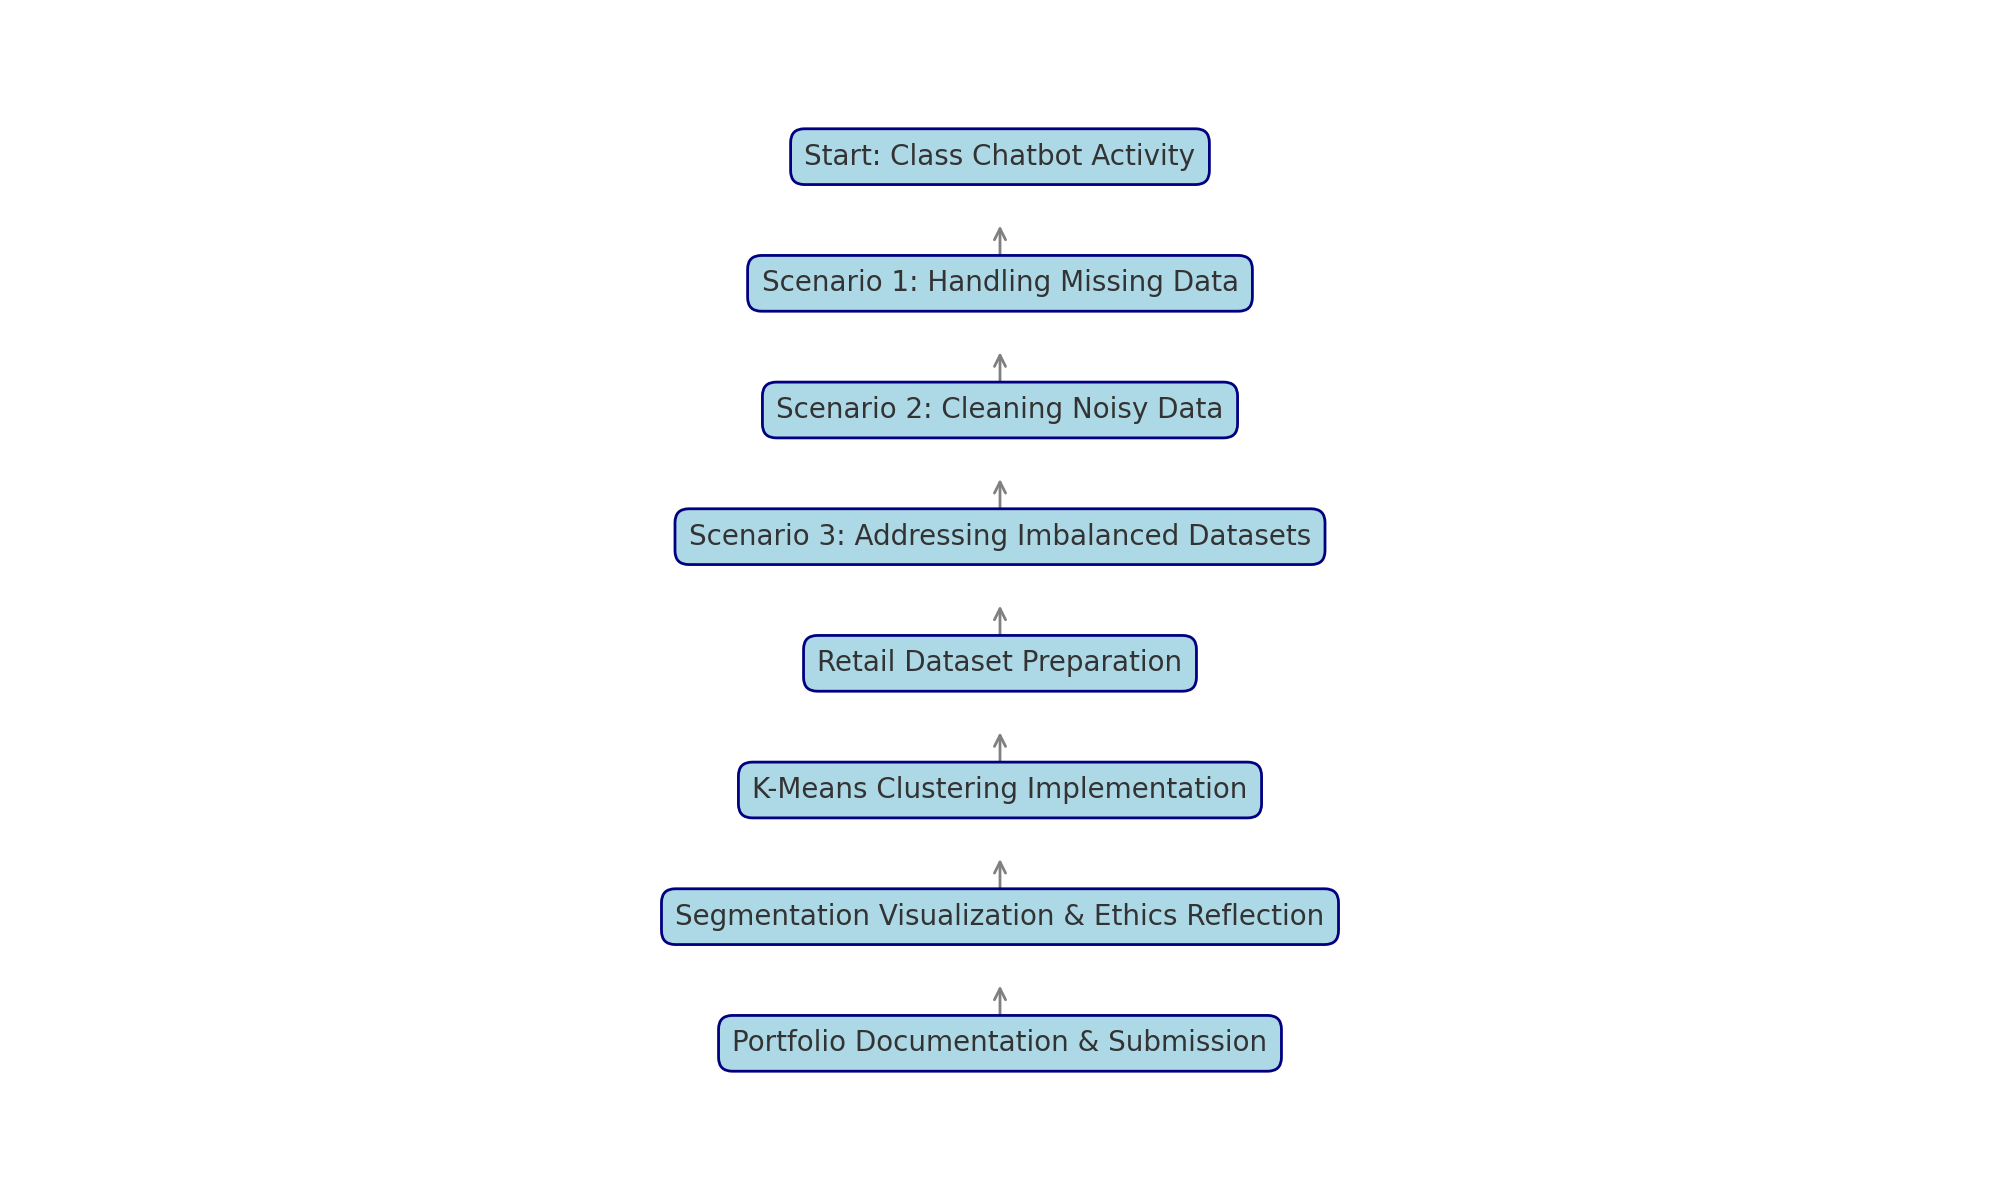 Start: Class Chatbot Activity
Scenario 1: Handling Missing Data
Scenario 2: Cleaning Noisy Data
Scenario 3: Addressing Imbalanced Datasets
Retail Dataset Preparation
K-Means Clustering Implementation
Segmentation Visualization & Ethics Reflection
Portfolio Documentation & Submission